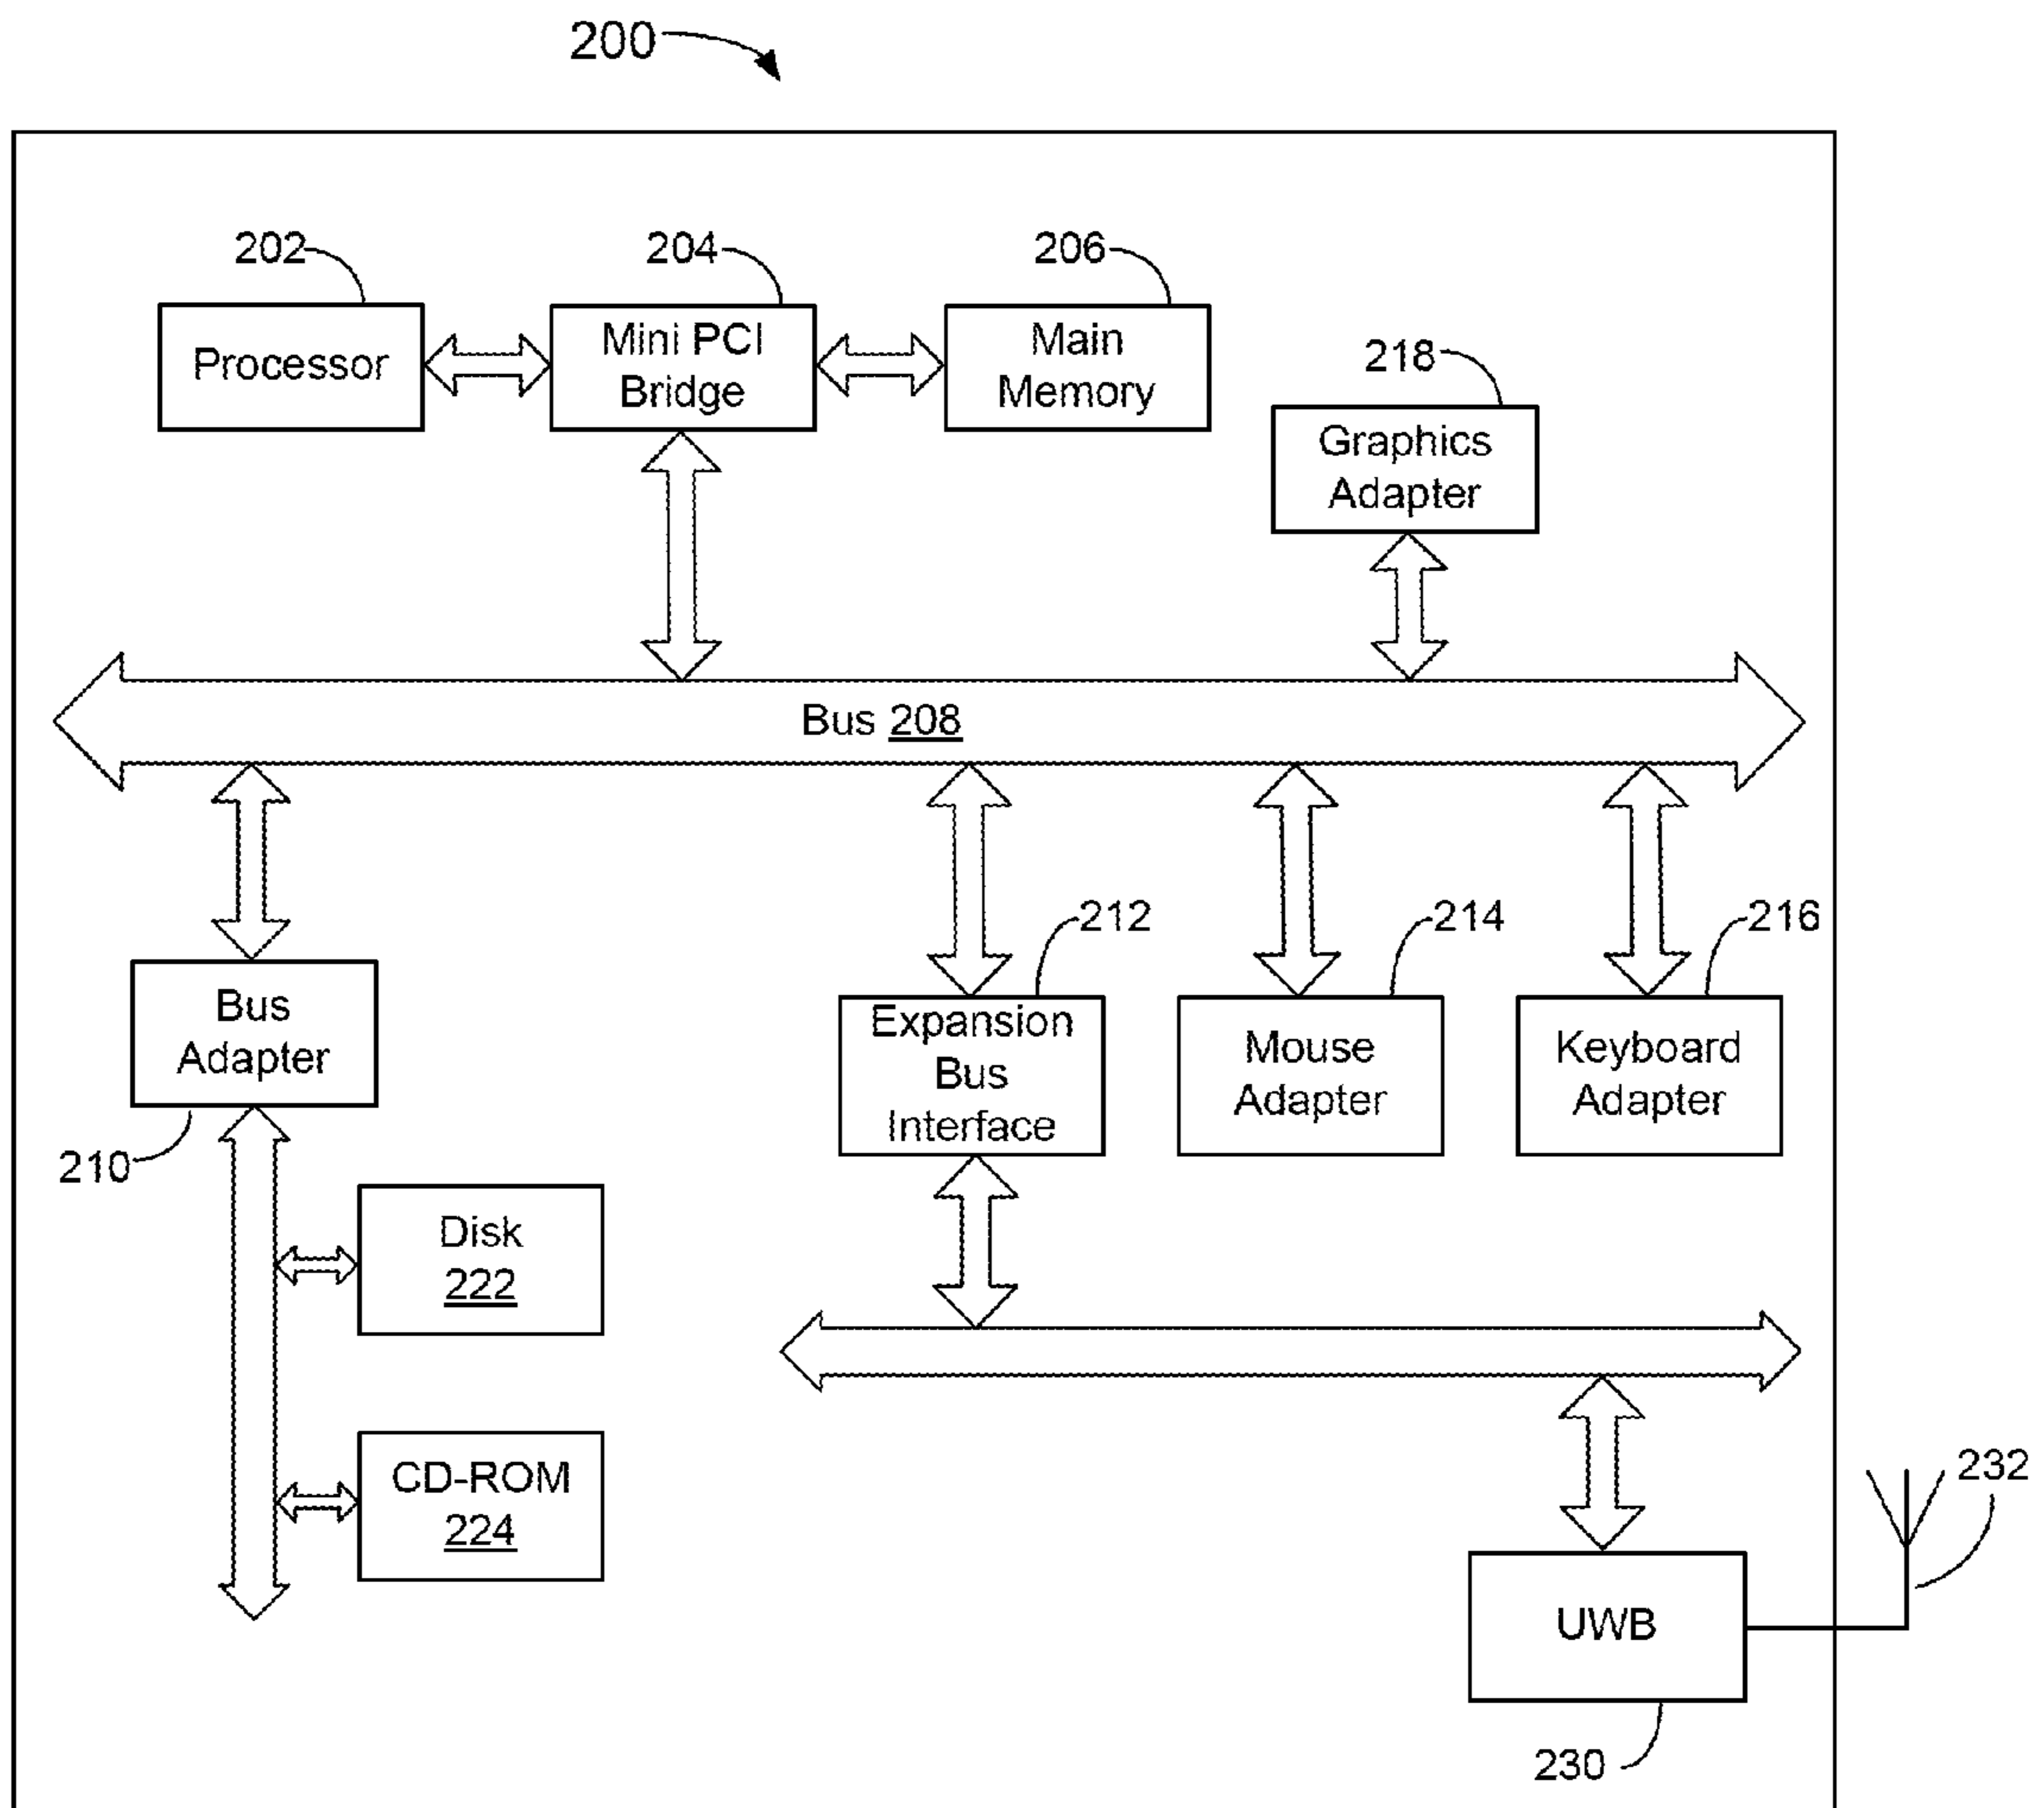 200
202
204
206
Processor
Mini PCI
Bridge
Main
Memory
218
Graphics
Adapter
Bus 208
212
214
216
Bus
Adapter
210
Expansion
Bus
Interface
Mouse
Adapter
Keyboard
Adapter
Disk
222
CD-ROM
224
232
UWB
230